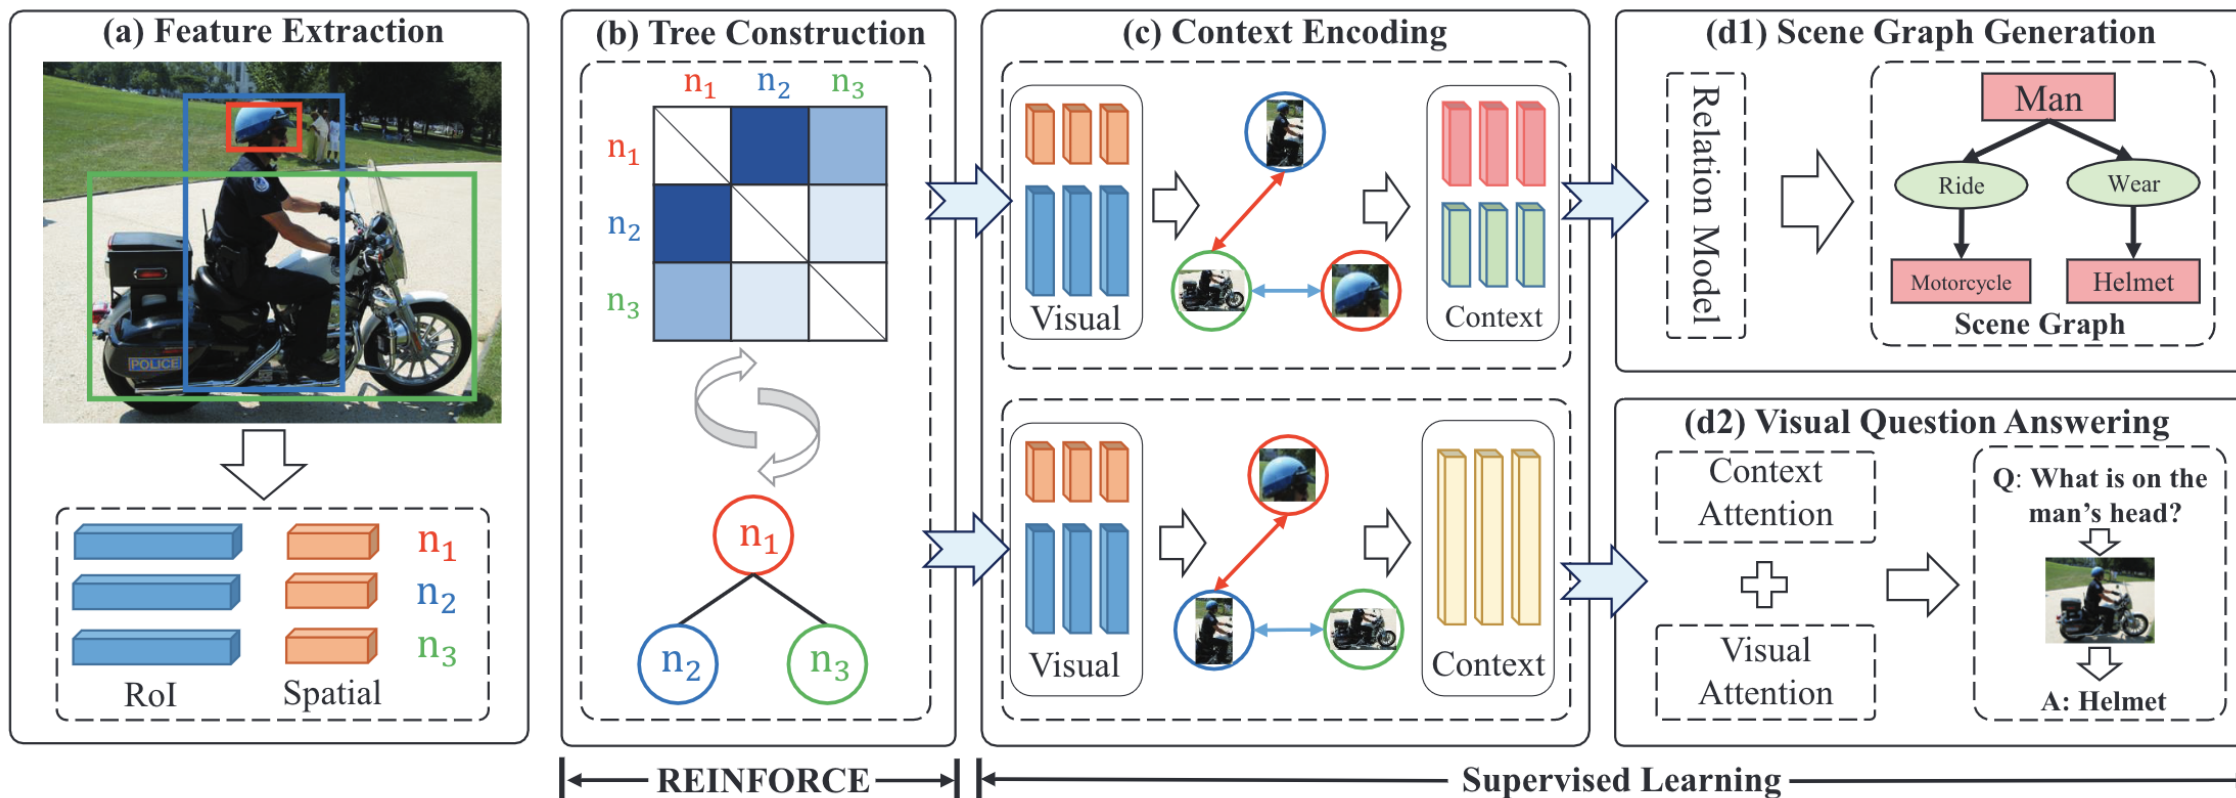 (a) Feature Extraction
POLICE
n₁
n₂
n₃
RoI
Spatial
(b) Tree Construction
n₁ n₂ n₃
n₁
n₂
n₃
n₁
n₂ n₃
REINFORCE
(c) Context Encoding
Visual
Context
Visual
Context
(d1) Scene Graph Generation
Relation Model
Man
Ride
Wear
Motorcycle
Helmet
Scene Graph
(d2) Visual Question Answering
Context
Attention
Visual
Attention
Q: What is on the
man’s head?
A: Helmet
Supervised Learning